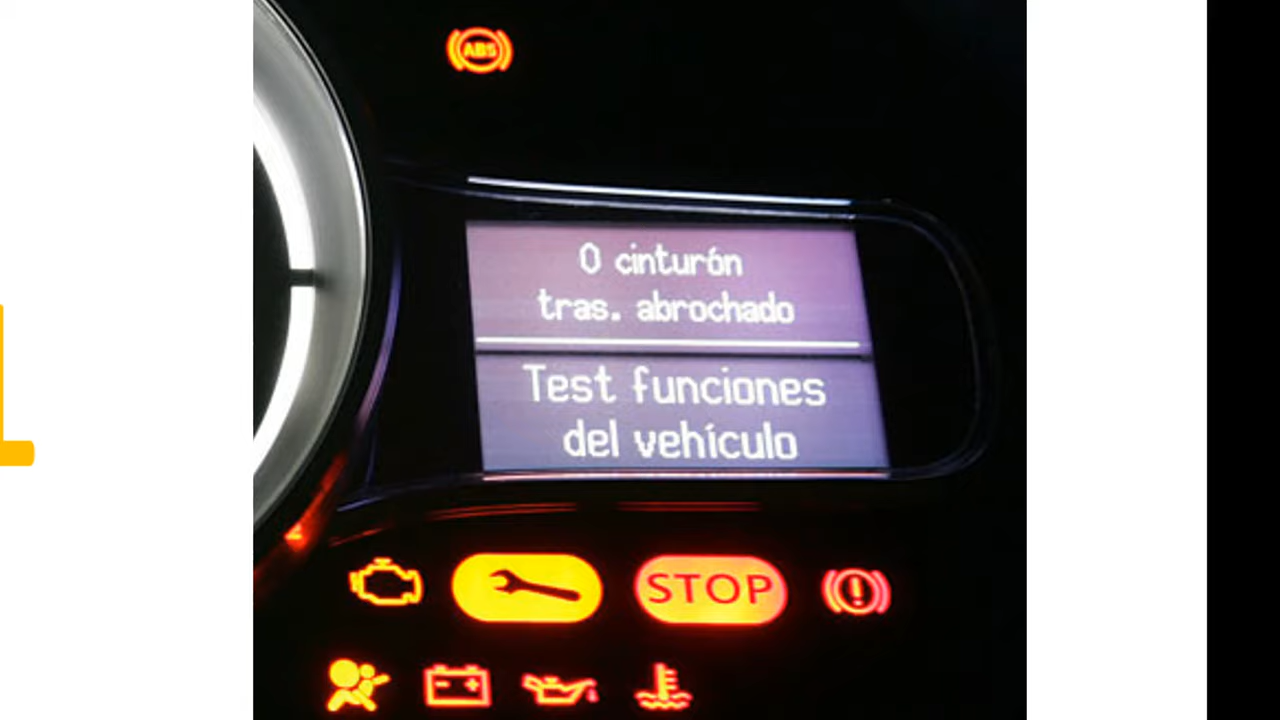 ABS
0 cinturón
tras. abrochado
Test funciones
del vehículo
STOP